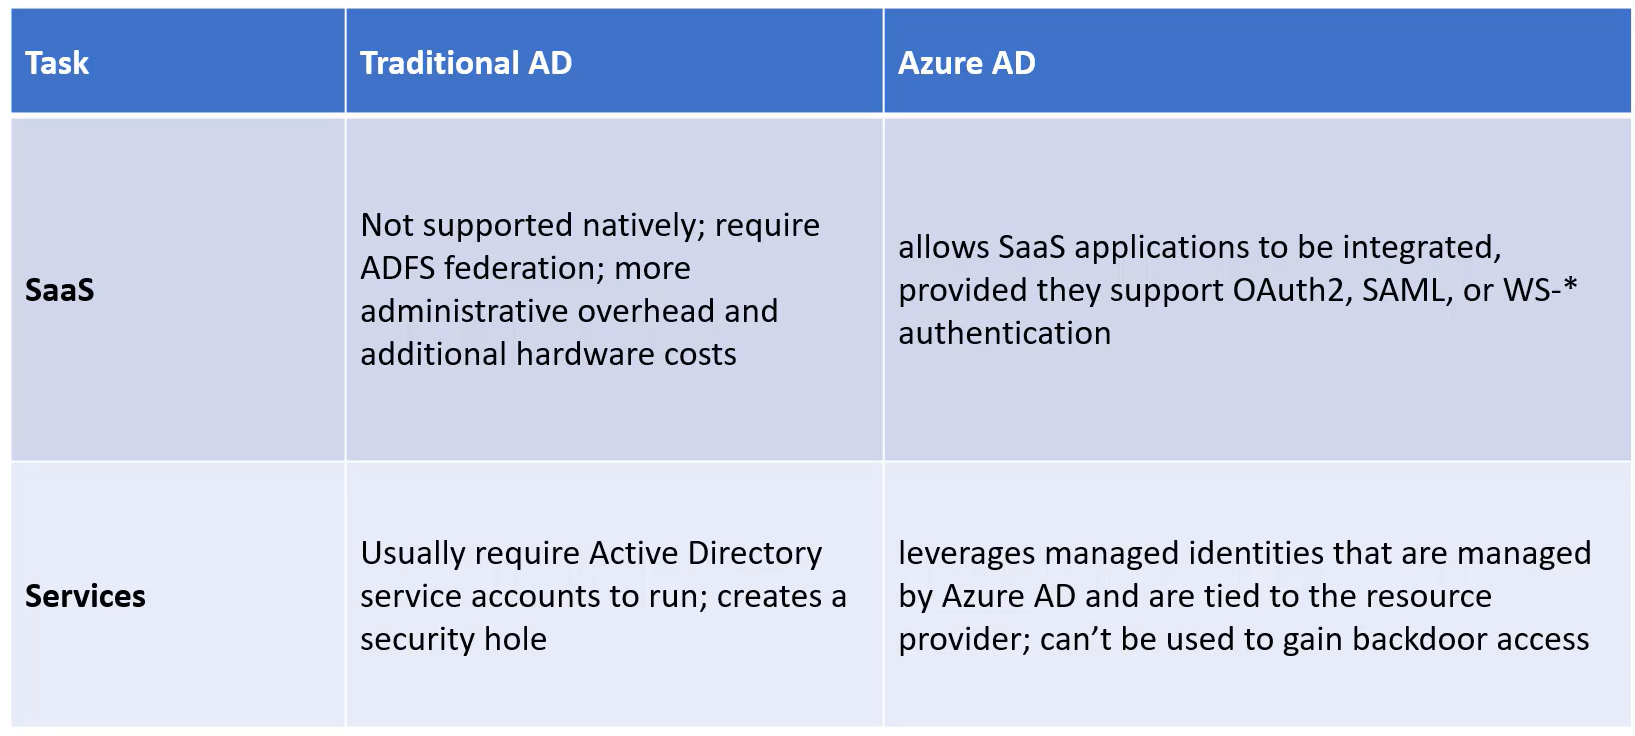 Task
Traditional AD
Azure AD
SaaS
Not supported natively; require
ADFS federation; more
administrative overhead and
additional hardware costs
allows SaaS applications to be integrated,
provided they support OAuth2, SAML, or WS-*
authentication
Services
Usually require Active Directory
service accounts to run; creates a
security hole
leverages managed identities that are managed
by Azure AD and are tied to the resource
provider; can’t be used to gain backdoor access